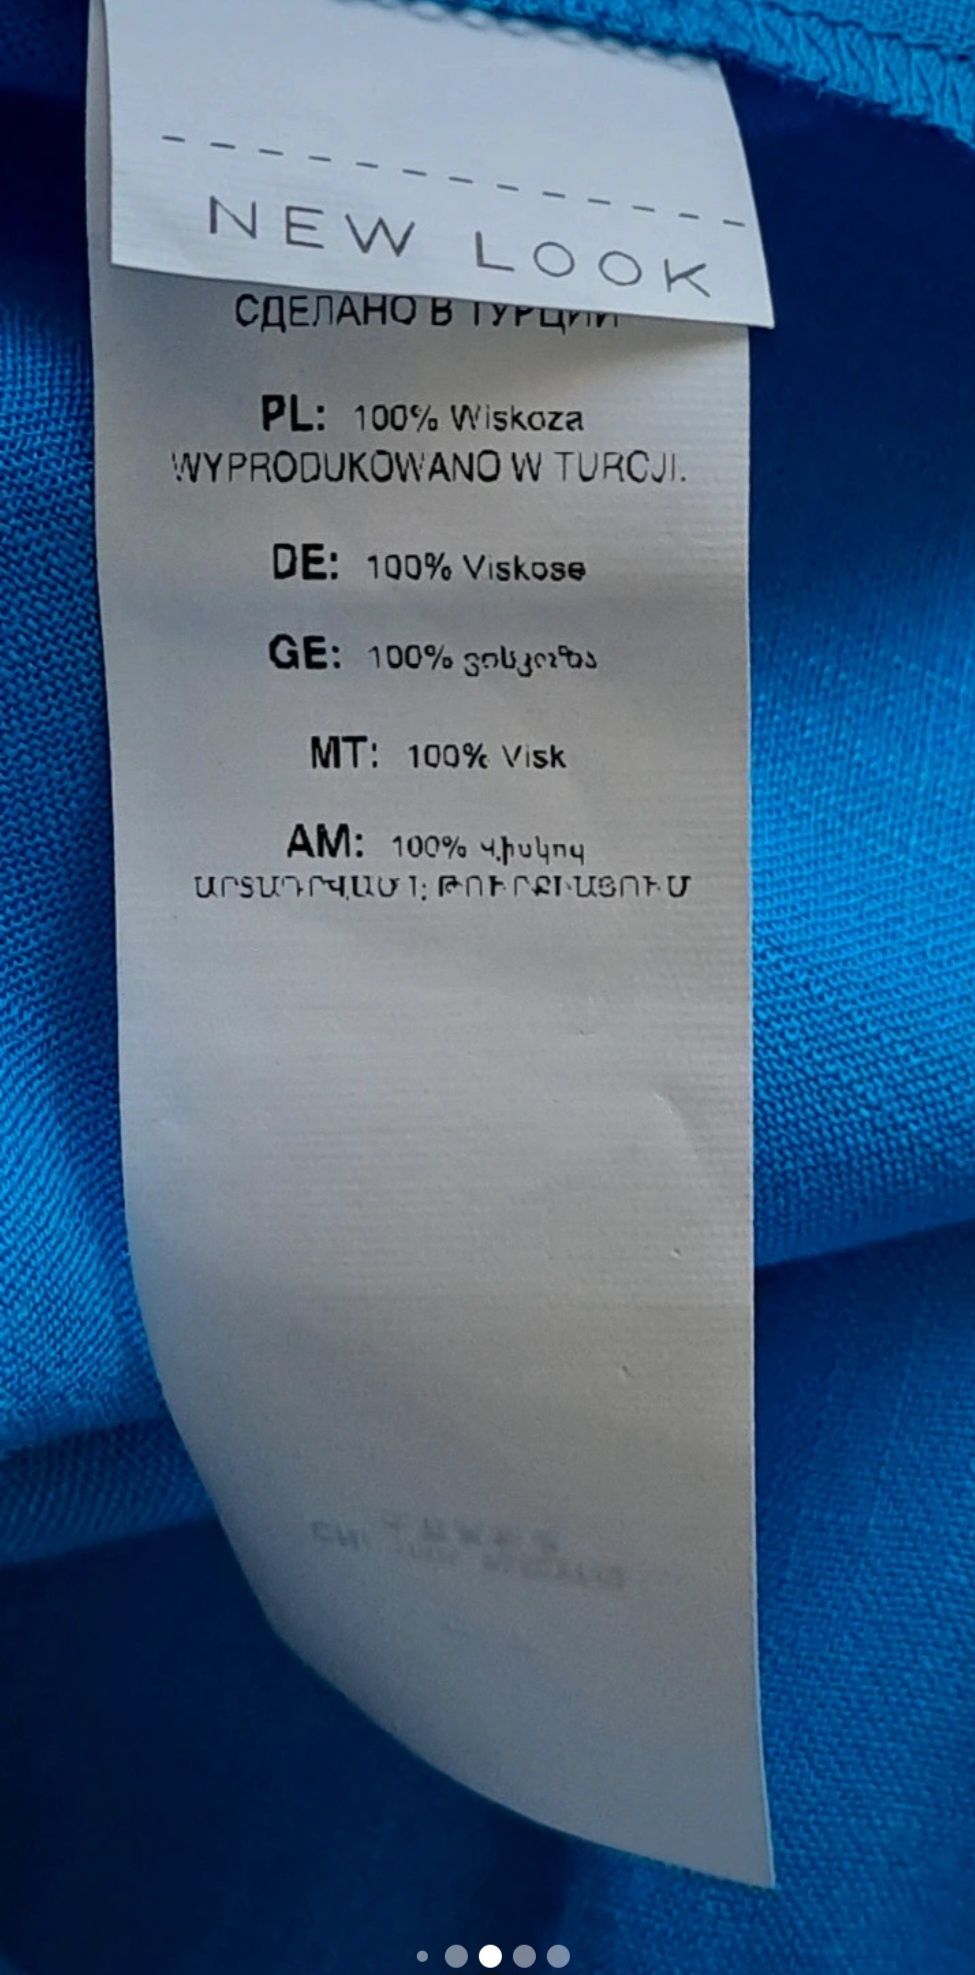 NEW LOOK
СДЕЛАНО В ТУРЦИИ
PL: 100% Wiskoza
WYPRODUKOWANO W TURCJI.
DE: 100% Viskose
GE: 100% ვისკოზა
MT: 100% Visk
AM: 100% վիսկոզ
ԱՐՏԱԴՐՎԱԾ Է ԹՈՒՐՔԻԱՅՈՒՄ